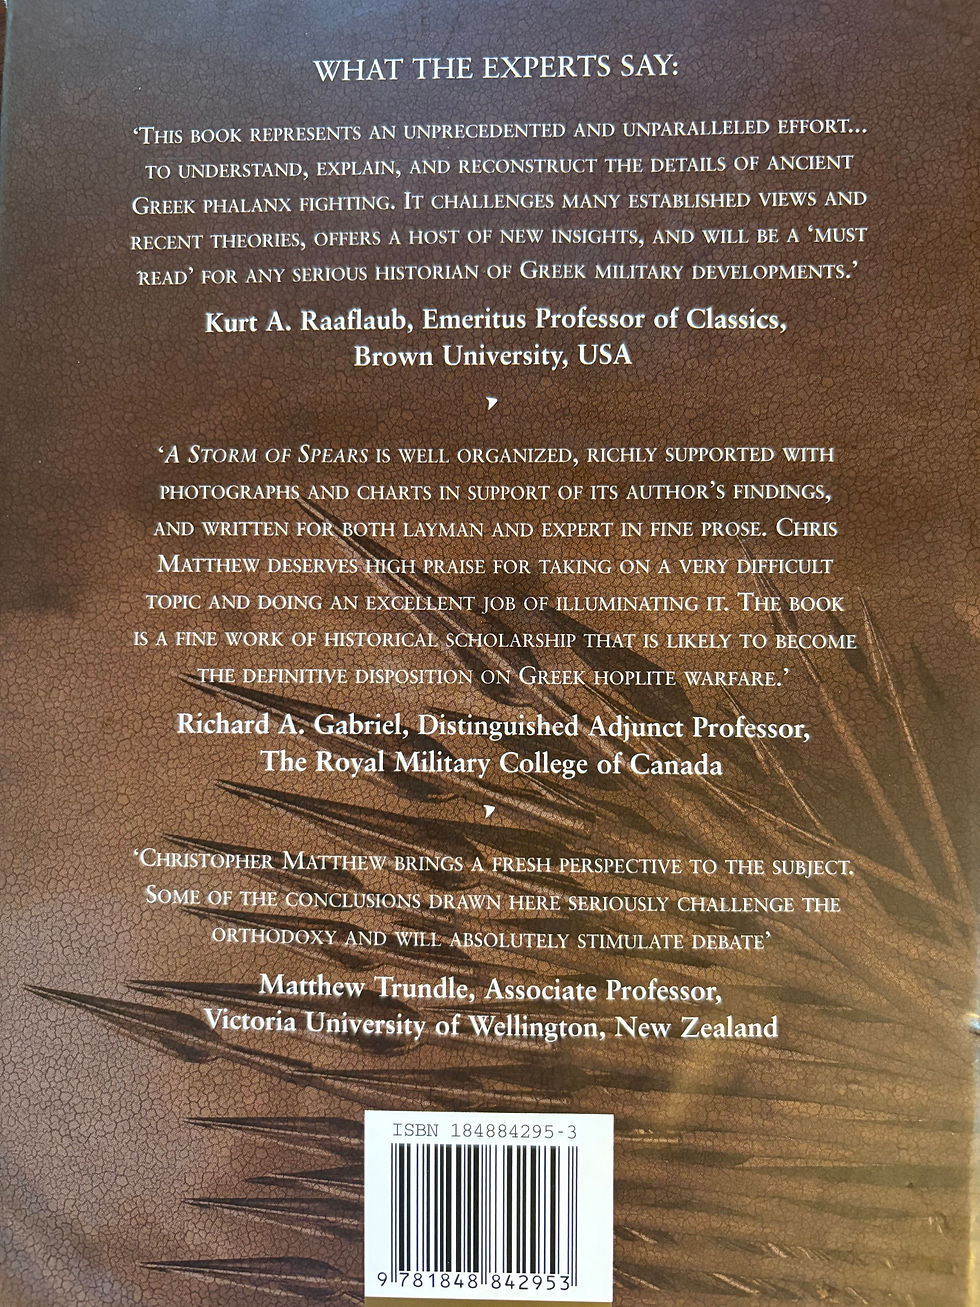 WHAT THE EXPERTS SAY:
‘THIS BOOK REPRESENTS AN UNPRECEDENTED AND UNPARALLELED EFFORT...
TO UNDERSTAND, EXPLAIN, AND RECONSTRUCT THE DETAILS OF ANCIENT
GREEK PHALANX FIGHTING. IT CHALLENGES MANY ESTABLISHED VIEWS AND
RECENT THEORIES, OFFERS A HOST OF NEW INSIGHTS, AND WILL BE A ‘MUST
READ’ FOR ANY SERIOUS HISTORIAN OF GREEK MILITARY DEVELOPMENTS.’
Kurt A. Raaflaub, Emeritus Professor of Classics,
Brown University, USA
‘A STORM OF SPEARS IS WELL ORGANIZED, RICHLY SUPPORTED WITH
PHOTOGRAPHS AND CHARTS IN SUPPORT OF ITS AUTHOR’S FINDINGS,
AND WRITTEN FOR BOTH LAYMAN AND EXPERT IN FINE PROSE. CHRIS
MATTHEW DESERVES HIGH PRAISE FOR TAKING ON A VERY DIFFICULT
TOPIC AND DOING AN EXCELLENT JOB OF ILLUMINATING IT. THE BOOK
IS A FINE WORK OF HISTORICAL SCHOLARSHIP THAT IS LIKELY TO BECOME
THE DEFINITIVE DISPOSITION ON GREEK HOPLITE WARFARE.’
Richard A. Gabriel, Distinguished Adjunct Professor,
The Royal Military College of Canada
‘CHRISTOPHER MATTHEW BRINGS A FRESH PERSPECTIVE TO THE SUBJECT.
SOME OF THE CONCLUSIONS DRAWN HERE SERIOUSLY CHALLENGE THE
ORTHODOXY AND WILL ABSOLUTELY STIMULATE DEBATE’
Matthew Trundle, Associate Professor,
Victoria University of Wellington, New Zealand
ISBN 184884295-3
9 781848 842953